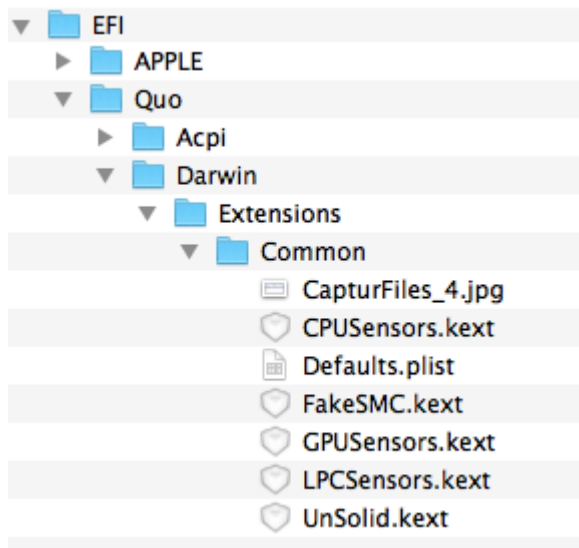 EFI
APPLE
Quo
Acpi
Darwin
Extensions
Common
CapturFiles_4.jpg
CPUSensors.kext
Defaults.plist
FakeSMC.kext
GPUSensors.kext
LPCSensors.kext
UnSolid.kext